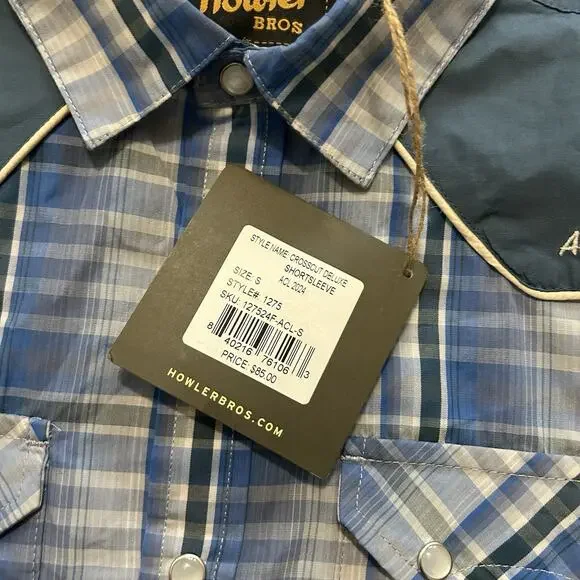 Howler
BROS
A
STYLE NAME: CROSSCUT DELUXE
SHORTSLEEVE
SIZE: S ACL 2024
STYLE#: 1275
SKU: 127524F-ACL-S
8 40216 76106 3
PRICE: $85.00
HOWLERBROS.COM